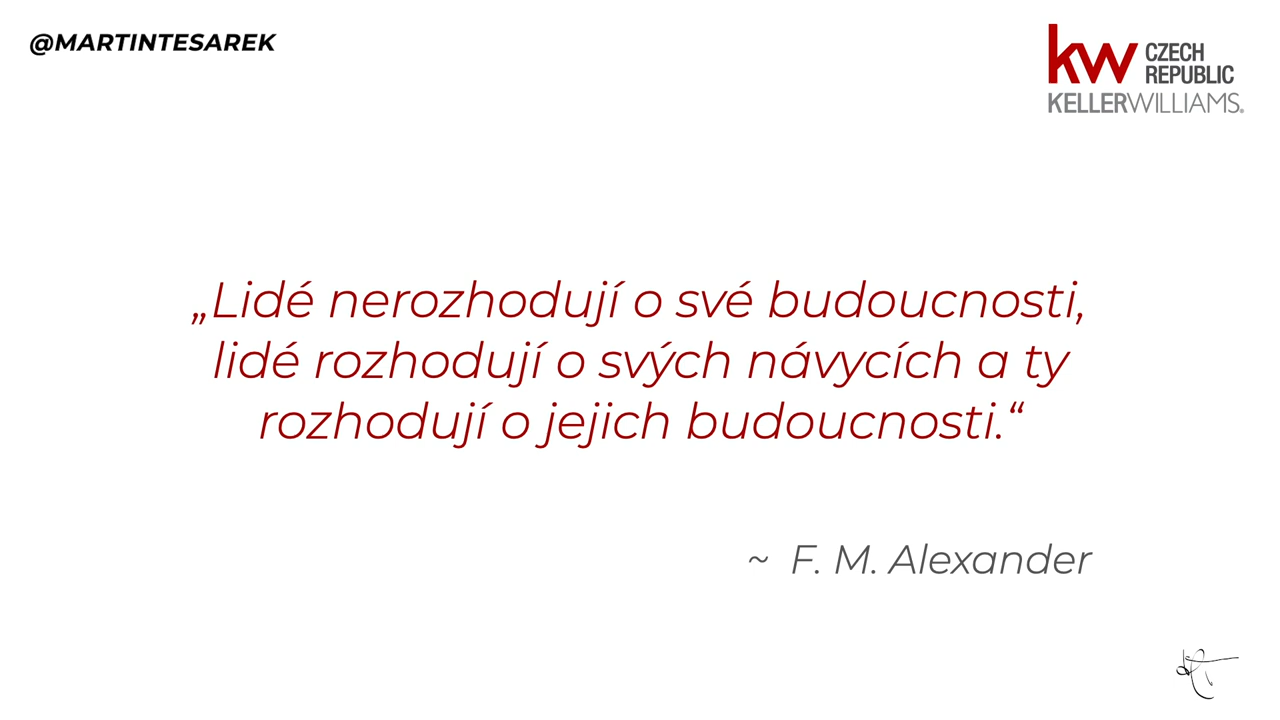 @MARTINTESAREK
kw CZECH REPUBLIC
KELLERWILLIAMS®
„Lidé nerozhodují o své budoucnosti,
lidé rozhodují o svých návycích a ty
rozhodují o jejich budoucnosti.“
~ F. M. Alexander